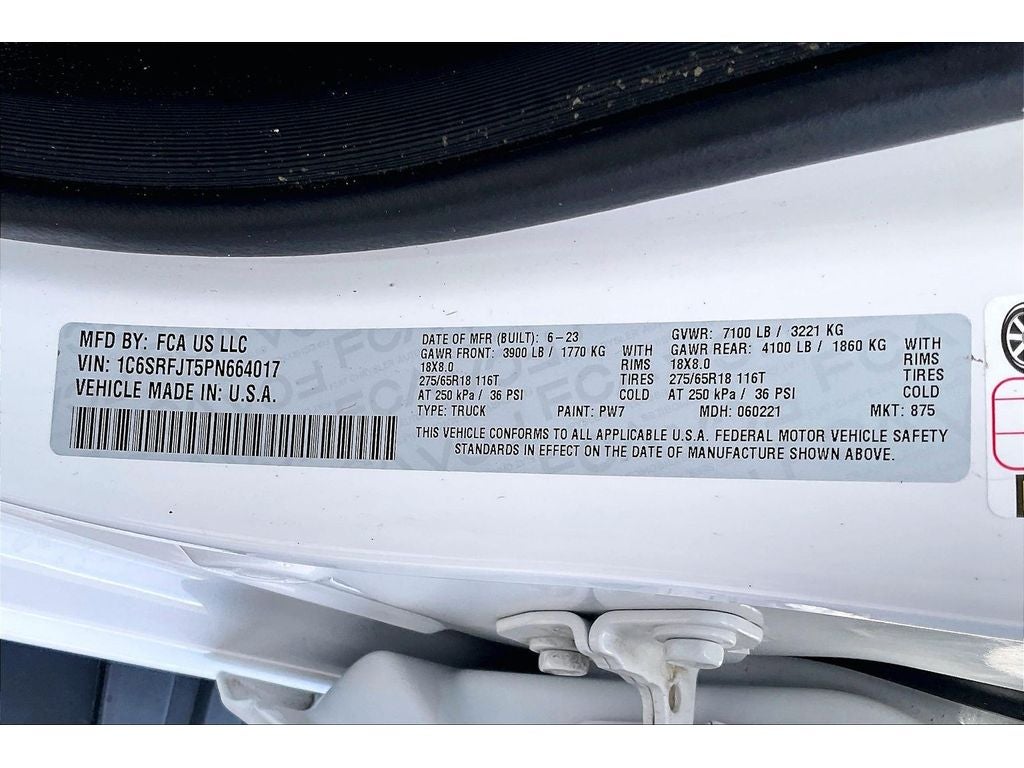 MFD BY: FCA US LLC
VIN: 1C6SRFJT5PN664017
VEHICLE MADE IN: U.S.A.
DATE OF MFR (BUILT): 6-23 GVWR: 7100 LB / 3221 KG
GAWR FRONT: 3900 LB / 1770 KG WITH GAWR REAR: 4100 LB / 1860 KG WITH
18X8.0 RIMS 18X8.0 RIMS
275/65R18 116T TIRES 275/65R18 116T TIRES
AT 250 kPa / 36 PSI COLD AT 250 kPa / 36 PSI COLD
TYPE: TRUCK PAINT: PW7 MDH: 060221 MKT: 875
THIS VEHICLE CONFORMS TO ALL APPLICABLE U.S.A. FEDERAL MOTOR VEHICLE SAFETY
STANDARDS IN EFFECT ON THE DATE OF MANUFACTURE SHOWN ABOVE.